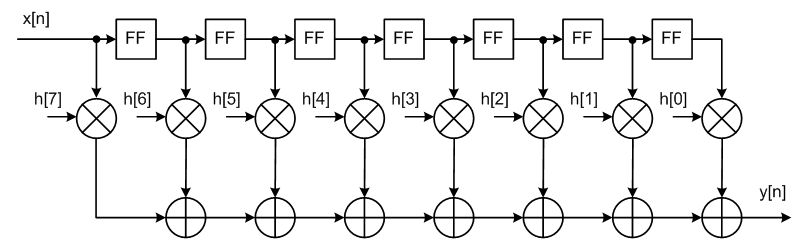 x[n]
FF FF FF FF FF FF FF
h[7] h[6] h[5] h[4] h[3] h[2] h[1] h[0]
y[n]